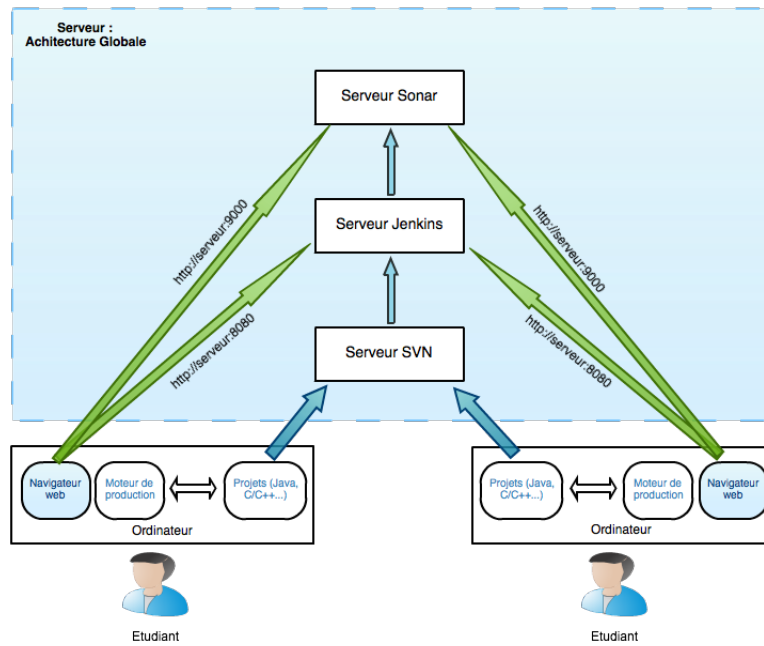 Serveur :
Achitecture Globale
Serveur Sonar
http://serveur:9000
http://serveur:9000
Serveur Jenkins
http://serveur:8080
http://serveur:8080
Serveur SVN
Navigateur
web
Moteur de
production
Projets (Java,
C/C++...)
Ordinateur
Projets (Java,
C/C++...)
Moteur de
production
Navigateur
web
Ordinateur
Etudiant
Etudiant